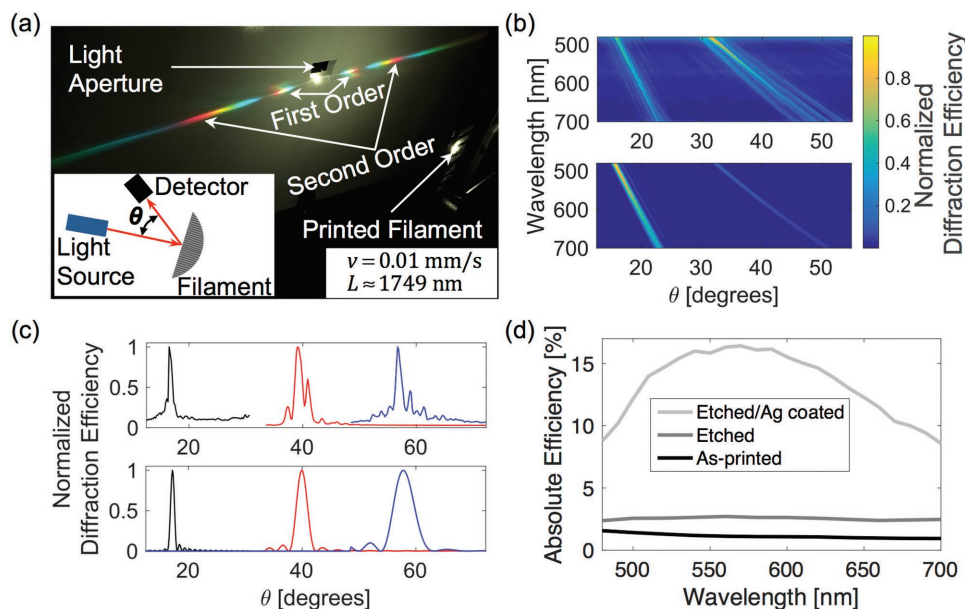 (a)
Light
Aperture
First Order
Second Order
Printed Filament
Detector
θ
Light
Source
Filament
v = 0.01 mm/s
L ≈ 1749 nm
(b)
Wavelength [nm]
500
600
700
20
30
40
50
500
600
700
20
30
40
50
θ [degrees]
0.8
0.6
0.4
0.2
Normalized
Diffraction Efficiency
(c)
Normalized
Diffraction Efficiency
1
0.5
0
20
40
60
1
0.5
0
20
40
60
θ [degrees]
(d)
Absolute Efficiency [%]
15
10
5
0
Etched/Ag coated
Etched
As-printed
500
550
600
650
700
Wavelength [nm]